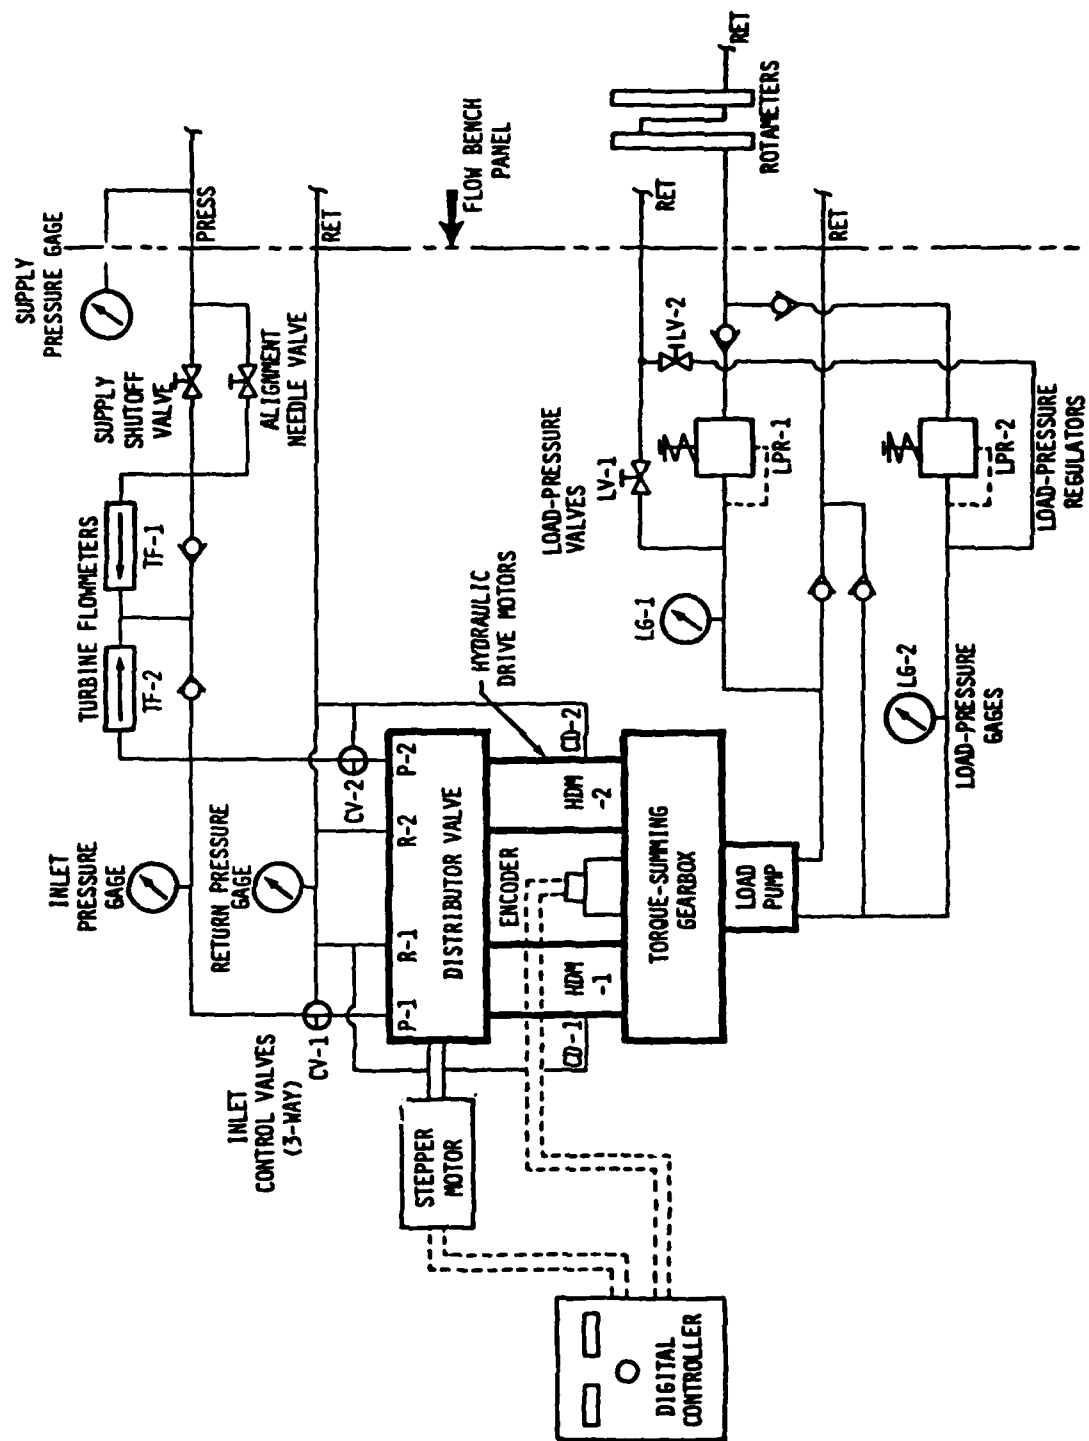 SUPPLY
PRESSURE GAGE
PRESS
RET
FLOW BENCH
PANEL
RET
RET
ROTAMETERS
RET
SUPPLY
SHUTOFF
VALVE
ALIGNMENT
NEEDLE VALVE
TURBINE FLOWMETERS
TF-2
TF-1
LOAD-PRESSURE
VALVES
LV-1
LV-2
LPR-1
LPR-2
LOAD-PRESSURE
REGULATORS
INLET
PRESSURE
GAGE
RETURN PRESSURE
GAGE
HYDRAULIC
DRIVE MOTORS
LG-1
LG-2
LOAD-PRESSURE
GAGES
INLET
CONTROL VALVES
(3-WAY)
CV-1
CV-2
P-1
R-1
R-2
P-2
DISTRIBUTOR VALVE
STEPPER
MOTOR
CD-1
HDM
-1
ENCODER
HDM
-2
CD-2
TORQUE-SUMMING
GEARBOX
LOAD
PUMP
DIGITAL
CONTROLLER